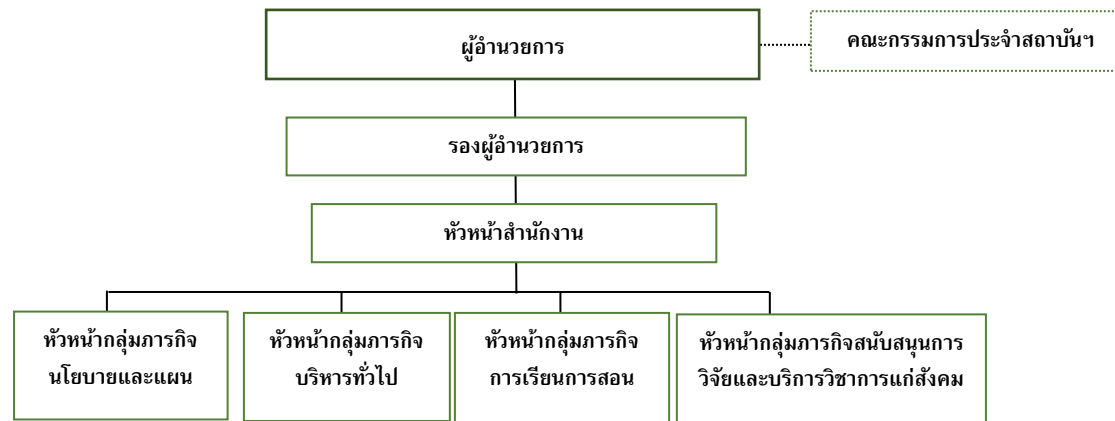 ผู้อำนวยการ
คณะกรรมการประจำสถาบันฯ
รองผู้อำนวยการ
หัวหน้าสำนักงาน
หัวหน้ากลุ่มภารกิจ
นโยบายและแผน
หัวหน้ากลุ่มภารกิจ
บริหารทั่วไป
หัวหน้ากลุ่มภารกิจ
การเรียนการสอน
หัวหน้ากลุ่มภารกิจสนับสนุนการ
วิจัยและบริการวิชาการแก่สังคม